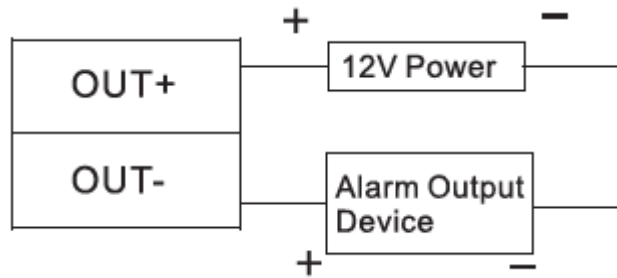 + −
OUT+ 12V Power
OUT- Alarm Output
Device
+ −